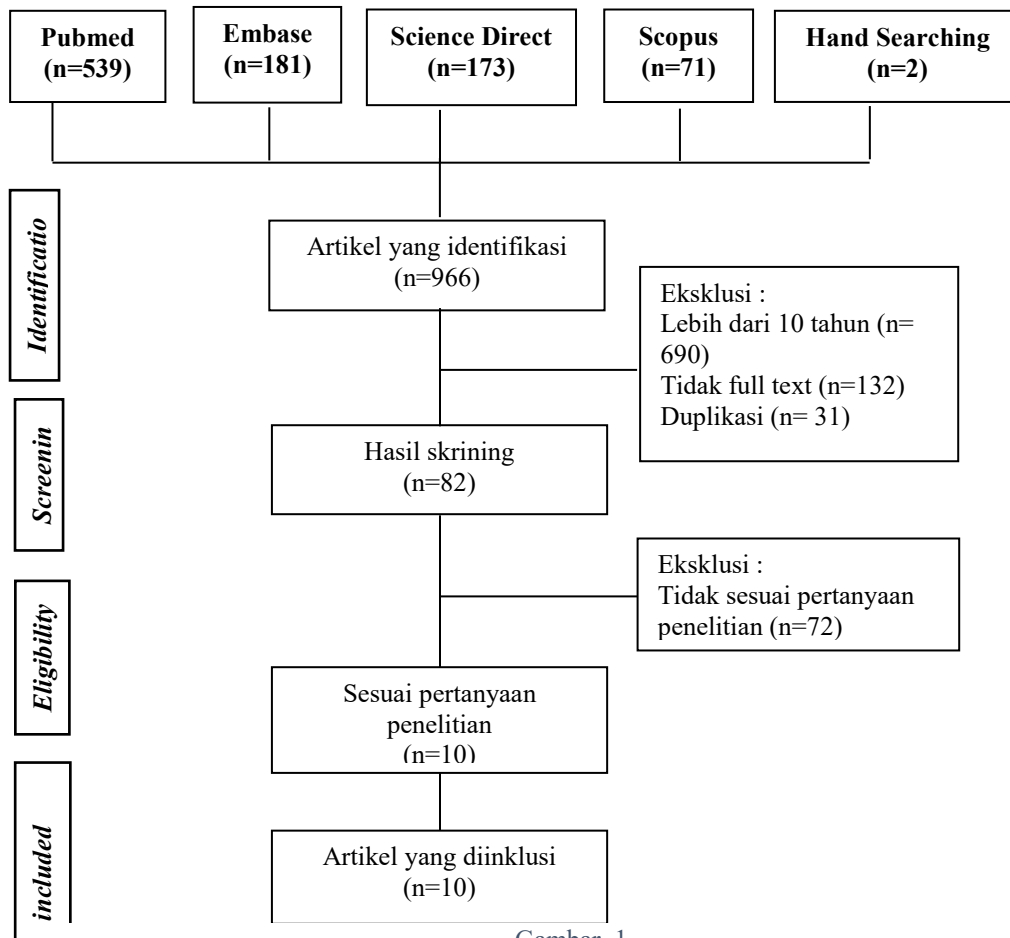 Pubmed
(n=539)
Embase
(n=181)
Science Direct
(n=173)
Scopus
(n=71)
Hand Searching
(n=2)
Identificatio
Artikel yang identifikasi
(n=966)
Eksklusi :
Lebih dari 10 tahun (n=
690)
Tidak full text (n=132)
Duplikasi (n= 31)
Screenin
Hasil skrining
(n=82)
Eksklusi :
Tidak sesuai pertanyaan
penelitian (n=72)
Eligibility
Sesuai pertanyaan
penelitian
(n=10)
included
Artikel yang diinklusi
(n=10)
Gambar 1